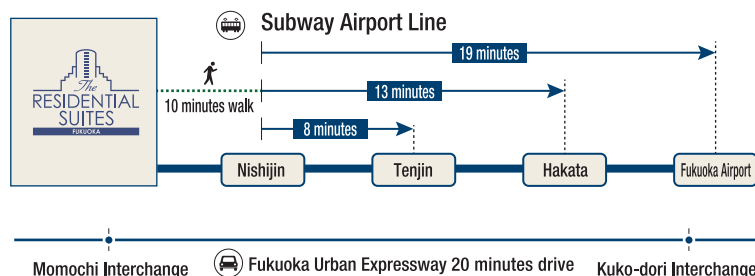 Subway Airport Line
19 minutes
The
RESIDENTIAL
SUITES
FUKUOKA
10 minutes walk
13 minutes
8 minutes
Nishijin
Tenjin
Hakata
Fukuoka Airport
Momochi Interchange
Fukuoka Urban Expressway 20 minutes drive
Kuko-dori Interchange